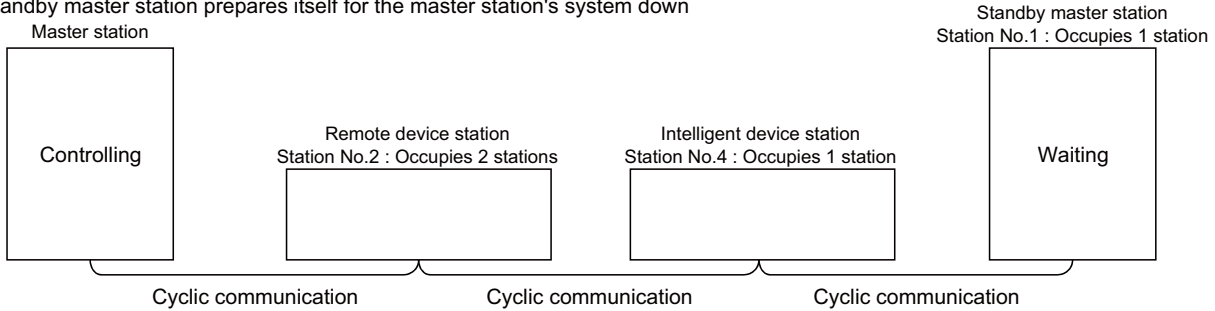 andby master station prepares itself for the master station's system down
Master station
Standby master station
Station No.1 : Occupies 1 station
Controlling
Remote device station
Station No.2 : Occupies 2 stations
Intelligent device station
Station No.4 : Occupies 1 station
Waiting
Cyclic communication
Cyclic communication
Cyclic communication